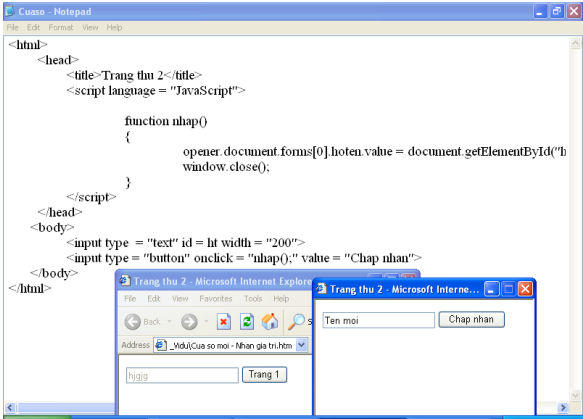 Cuaso - Notepad
File Edit Format View Help
<html>
<head>
<title>Trang thu 2</title>
<script language = "JavaScript">
function nhap()
{
opener.document.forms[0].hoten.value = document.getElementById("h
window.close();
}
</script>
</head>
<body>
<input type  = "text" id = ht width = "200">
<input type = "button" onclick = "nhap();" value = "Chap nhan">
</body>
</html>
Trang thu 2 - Microsoft Internet Explore
File Edit View Favorites Tools Help
Back
Address _Vidu\Cua so moi - Nhan gia tri.htm
hjgjg Trang 1
Trang thu 2 - Microsoft Interne...
Ten moi Chap nhan